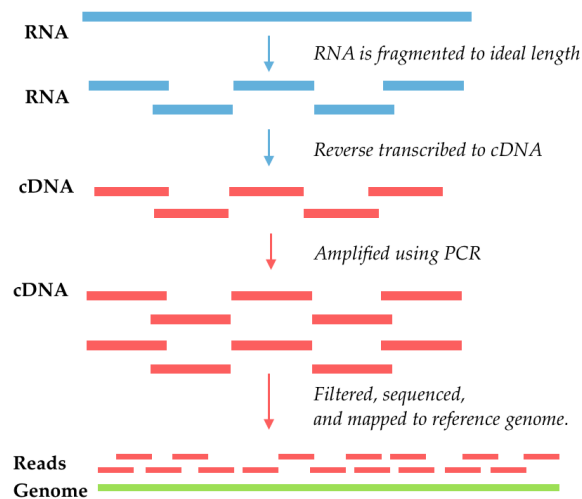 RNA
RNA is fragmented to ideal length
RNA
Reverse transcribed to cDNA
cDNA
Amplified using PCR
cDNA
Filtered, sequenced,
and mapped to reference genome.
Reads
Genome